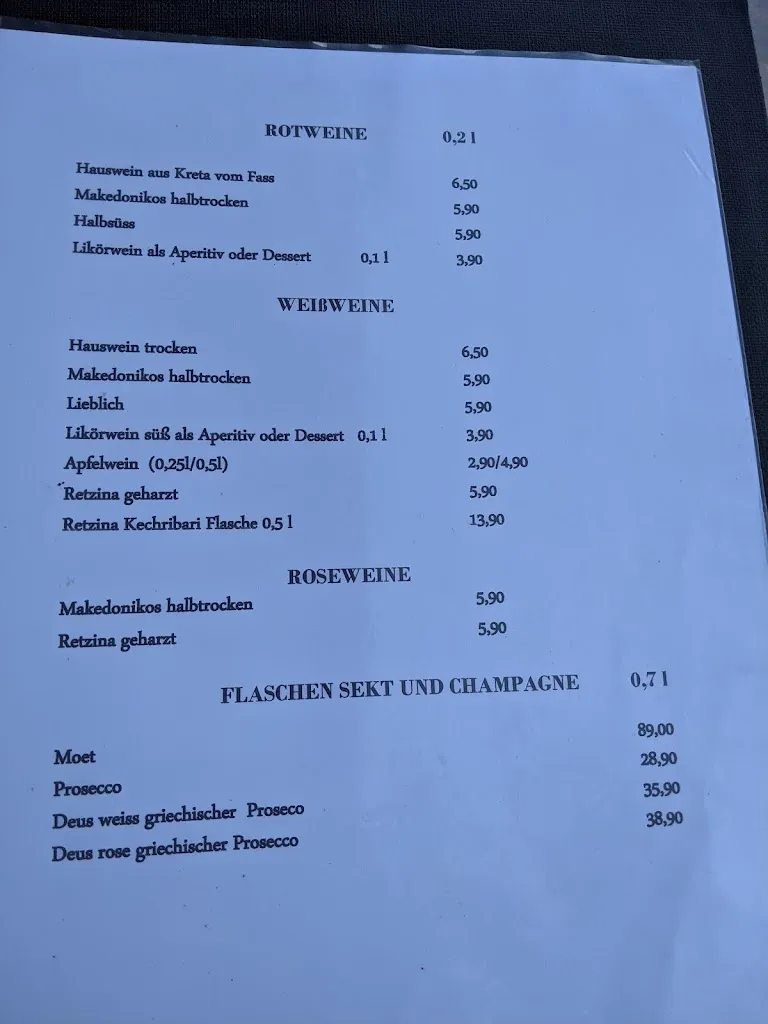 ROTWEINE 0,2 l
Hauswein aus Kreta vom Fass 6,50
Makedonikos halbtrocken 5,90
Halbsüss 5,90
Likörwein als Aperitiv oder Dessert 0,1 l 3,90
WEIßWEINE
Hauswein trocken 6,50
Makedonikos halbtrocken 5,90
Lieblich 5,90
Likörwein süß als Aperitiv oder Dessert 0,1 l 3,90
Apfelwein (0,25l/0,5l) 2,90/4,90
Retzina geharzt 5,90
Retzina Kechribari Flasche 0,5 l 13,90
ROSEWEINE
Makedonikos halbtrocken 5,90
Retzina geharzt 5,90
FLASCHEN SEKT UND CHAMPAGNE 0,7 l
Moet 89,00
Prosecco 28,90
Deus weiss griechischer Proseco 35,90
Deus rose griechischer Prosecco 38,90